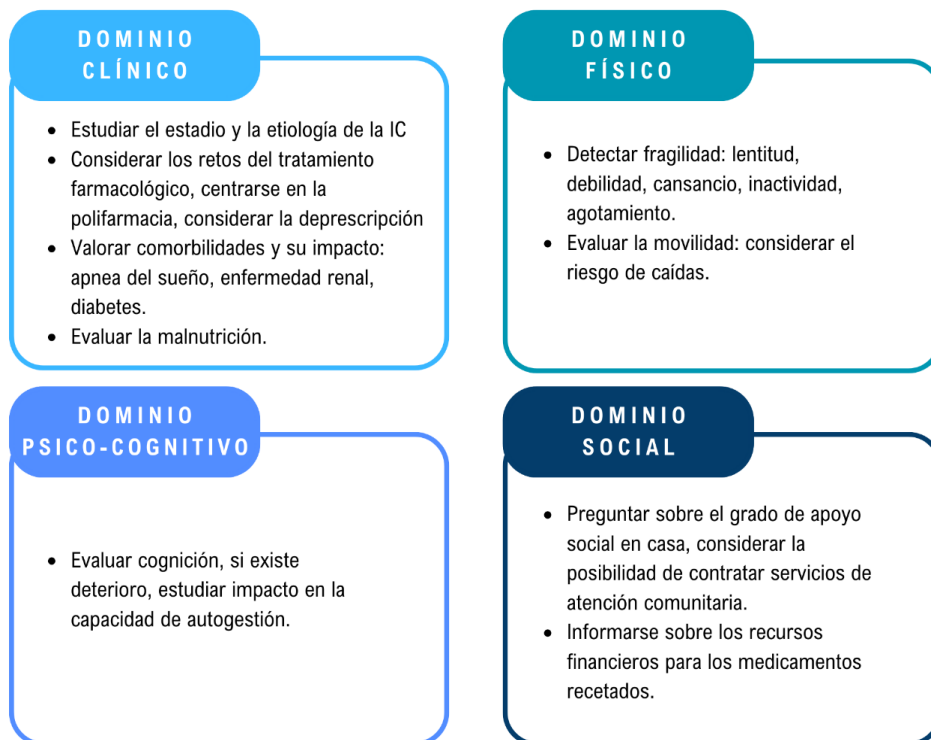 DOMINIO
CLÍNICO
• Estudiar el estadio y la etiología de la IC
• Considerar los retos del tratamiento
farmacológico, centrarse en la
polifarmacia, considerar la deprescripción
• Valorar comorbilidades y su impacto:
apnea del sueño, enfermedad renal,
diabetes.
• Evaluar la malnutrición.
DOMINIO
FÍSICO
• Detectar fragilidad: lentitud,
debilidad, cansancio, inactividad,
agotamiento.
• Evaluar la movilidad: considerar el
riesgo de caídas.
DOMINIO
PSICO-COGNITIVO
• Evaluar cognición, si existe
deterioro, estudiar impacto en la
capacidad de autogestión.
DOMINIO
SOCIAL
• Preguntar sobre el grado de apoyo
social en casa, considerar la
posibilidad de contratar servicios de
atención comunitaria.
• Informarse sobre los recursos
financieros para los medicamentos
recetados.